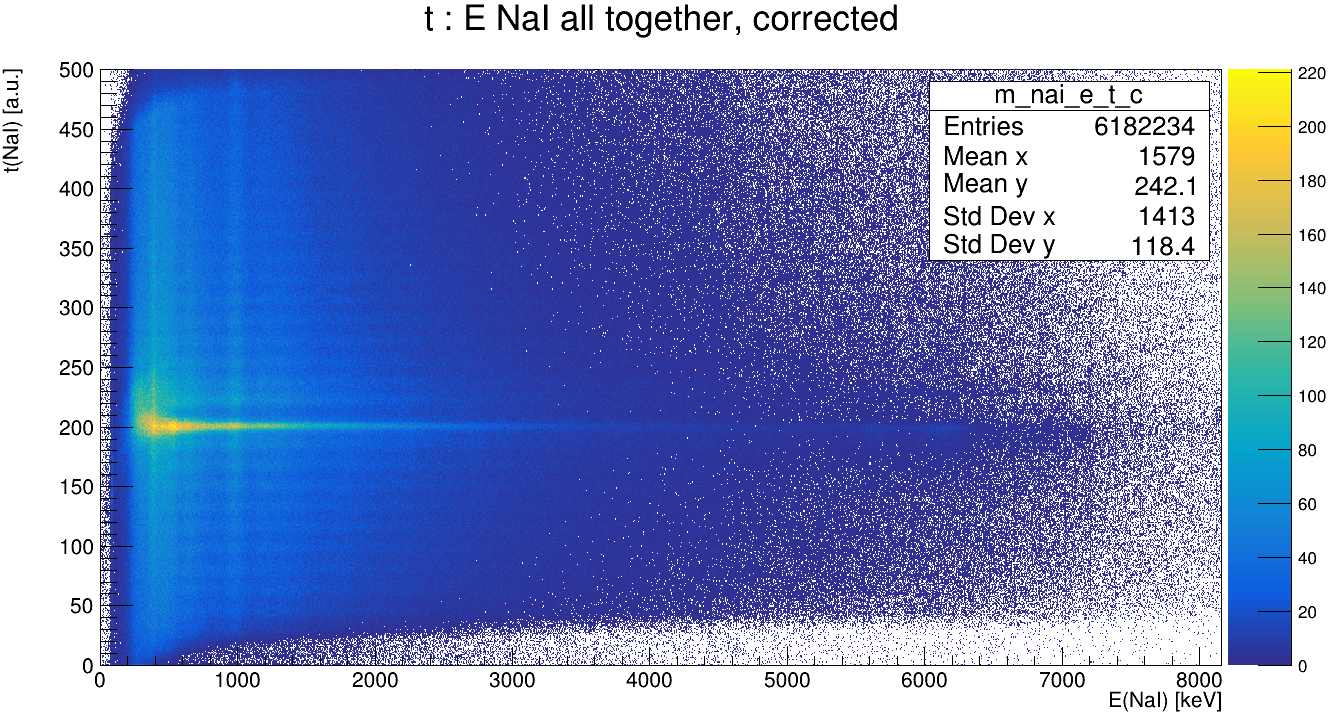 t : E NaI all together, corrected
t(NaI) [a.u.]
500
450
400
350
300
250
200
150
100
50
0
m_nai_e_t_c
Entries 6182234
Mean x 1579
Mean y 242.1
Std Dev x 1413
Std Dev y 118.4
220
200
180
160
140
120
100
80
60
40
20
0
0 1000 2000 3000 4000 5000 6000 7000 8000
E(NaI) [keV]